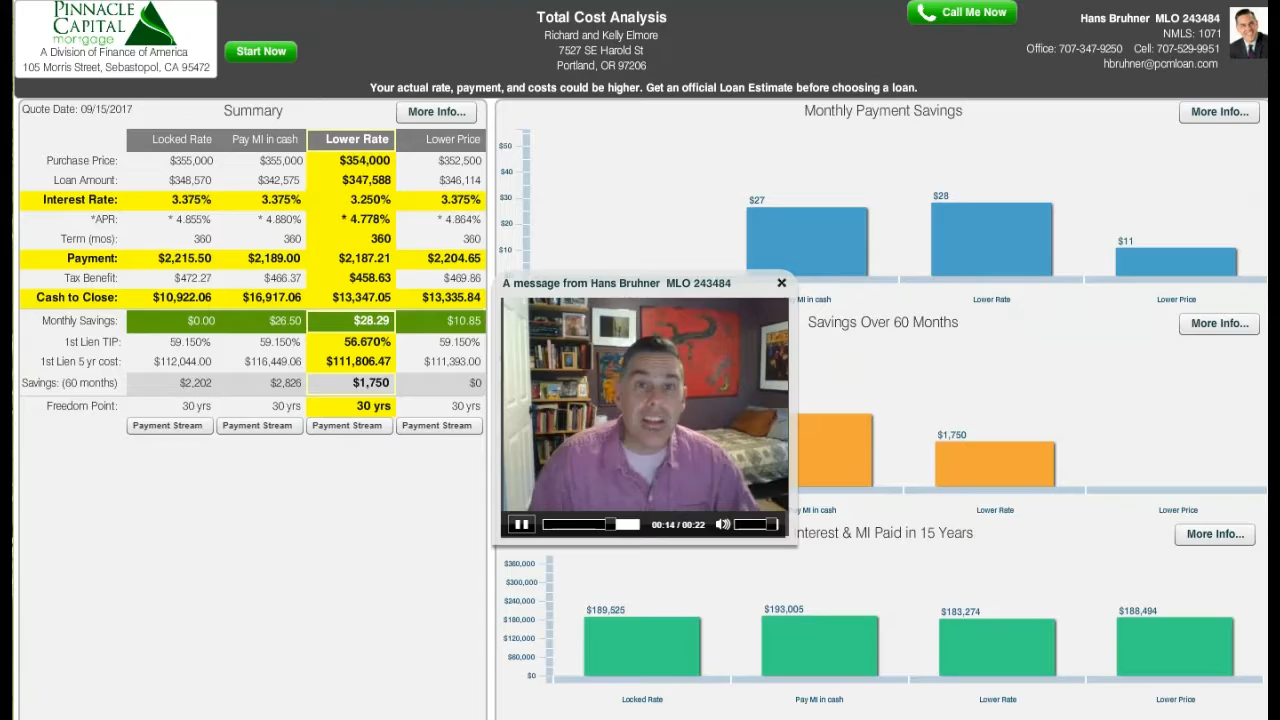 PINNACLE
CAPITAL
mortgage
A Division of Finance of America
105 Morris Street, Sebastopol, CA 95472
Start Now
Total Cost Analysis
Richard and Kelly Elmore
7527 SE Harold St
Portland, OR 97206
Call Me Now
Hans Bruhner MLO 243484
NMLS: 1071
Office: 707-347-9250 Cell: 707-529-9951
hbruhner@pcmloan.com
Your actual rate, payment, and costs could be higher. Get an official Loan Estimate before choosing a loan.
Quote Date: 09/15/2017 Summary More Info...
Locked Rate Pay MI in cash Lower Rate Lower Price
Purchase Price: $355,000 $355,000 $354,000 $352,500
Loan Amount: $348,570 $342,575 $347,588 $346,114
Interest Rate: 3.375% 3.375% 3.250% 3.375%
*APR: * 4.855% * 4.880% * 4.778% * 4.864%
Term (mos): 360 360 360 360
Payment: $2,215.50 $2,189.00 $2,187.21 $2,204.65
Tax Benefit: $472.27 $466.37 $458.63 $469.86
Cash to Close: $10,922.06 $16,917.06 $13,347.05 $13,335.84
Monthly Savings: $0.00 $26.50 $28.29 $10.85
1st Lien TIP: 59.150% 59.150% 56.670% 59.150%
1st Lien 5 yr cost: $112,044.00 $116,449.06 $111,806.47 $111,393.00
Savings: (60 months) $2,202 $2,826 $1,750 $0
Freedom Point: 30 yrs 30 yrs 30 yrs 30 yrs
Payment Stream Payment Stream Payment Stream Payment Stream
Monthly Payment Savings More Info...
$50
$40
$30
$20
$10
$27 $28 $11
MI in cash Lower Rate Lower Price
A message from Hans Bruhner MLO 243484
00:14 / 00:22
Savings Over 60 Months More Info...
$1,750
MI in cash Lower Rate Lower Price
nterest & MI Paid in 15 Years More Info...
$360,000
$300,000
$240,000
$180,000
$120,000
$60,000
$0
$189,525 $193,005 $183,274 $188,494
Locked Rate Pay MI in cash Lower Rate Lower Price